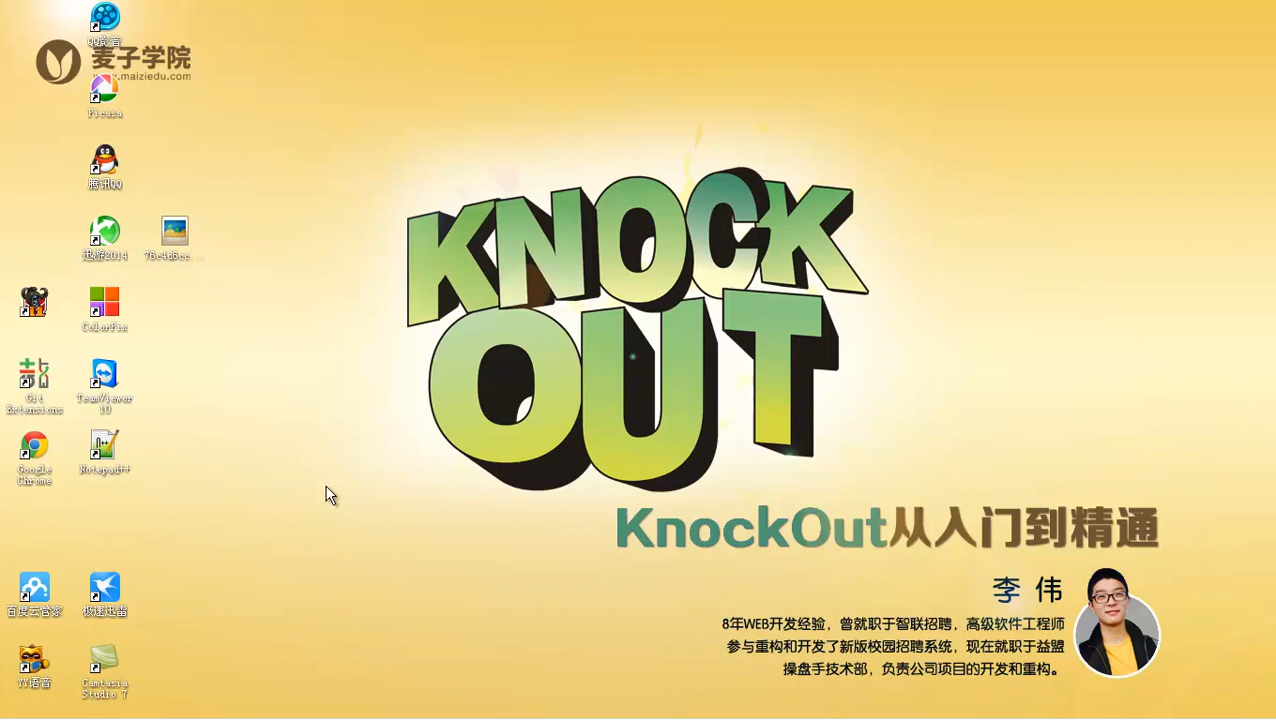 QQ影音
麦子学院
www.maiziedu.com
Picasa
腾讯QQ
迅游2014
76c4d6ec...
ColorPix
Git Extensions
TeamViewer 10
Google Chrome
Notepad++
百度云管家
极速迅雷
YY语音
Camtasia Studio 7
KNOCK
OUT
KnockOut从入门到精通
李 伟
8年WEB开发经验，曾就职于智联招聘，高级软件工程师
参与重构和开发了新版校园招聘系统，现在就职于益盟
操盘手技术部，负责公司项目的开发和重构。